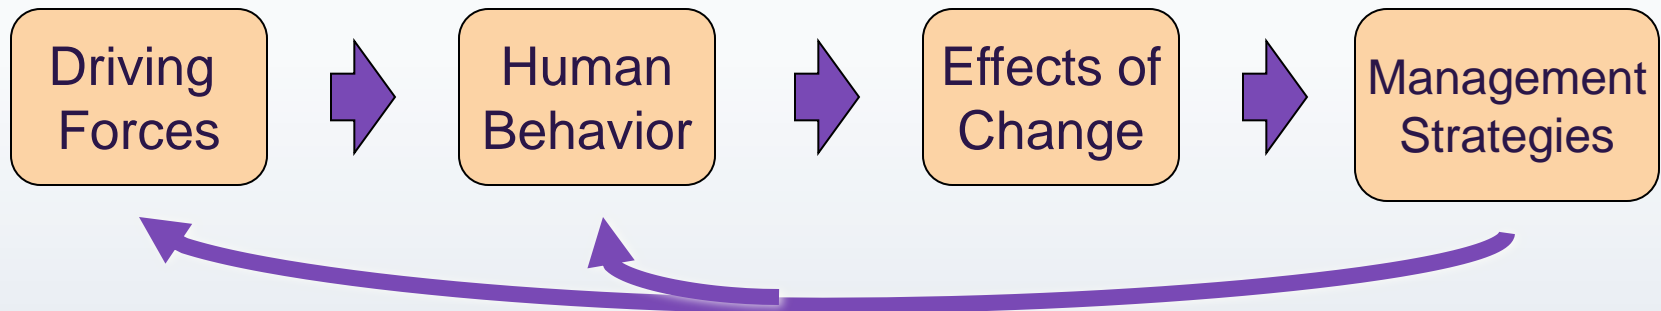 Driving
Forces
Human
Behavior
Effects of
Change
Management
Strategies